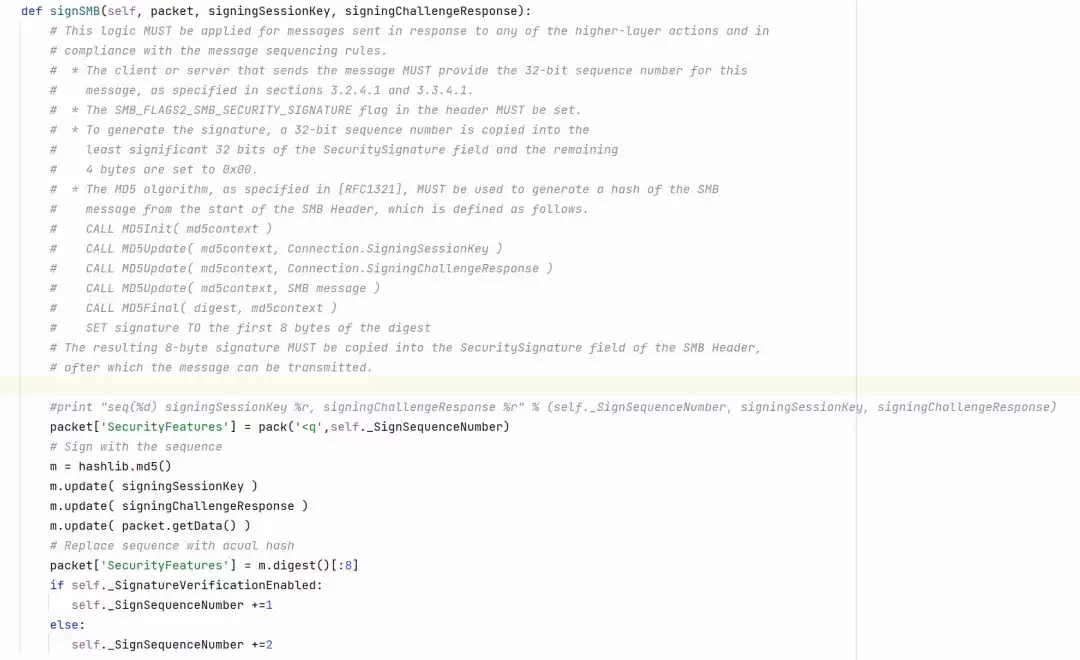 def signSMB(self, packet, signingSessionKey, signingChallengeResponse):
# This logic MUST be applied for messages sent in response to any of the higher-layer actions and in
# compliance with the message sequencing rules.
#  * The client or server that sends the message MUST provide the 32-bit sequence number for this
#    message, as specified in sections 3.2.4.1 and 3.3.4.1.
#  * The SMB_FLAGS2_SMB_SECURITY_SIGNATURE flag in the header MUST be set.
#  * To generate the signature, a 32-bit sequence number is copied into the
#    least significant 32 bits of the SecuritySignature field and the remaining
#    4 bytes are set to 0x00.
#  * The MD5 algorithm, as specified in [RFC1321], MUST be used to generate a hash of the SMB
#    message from the start of the SMB Header, which is defined as follows.
#    CALL MD5Init( md5context )
#    CALL MD5Update( md5context, Connection.SigningSessionKey )
#    CALL MD5Update( md5context, Connection.SigningChallengeResponse )
#    CALL MD5Update( md5context, SMB message )
#    CALL MD5Final( digest, md5context )
#    SET signature TO the first 8 bytes of the digest
# The resulting 8-byte signature MUST be copied into the SecuritySignature field of the SMB Header,
# after which the message can be transmitted.
#print "seq(%d) signingSessionKey %r, signingChallengeResponse %r" % (self._SignSequenceNumber, signingSessionKey, signingChallengeResponse)
packet['SecurityFeatures'] = pack('<q',self._SignSequenceNumber)
# Sign with the sequence
m = hashlib.md5()
m.update( signingSessionKey )
m.update( signingChallengeResponse )
m.update( packet.getData() )
# Replace sequence with acual hash
packet['SecurityFeatures'] = m.digest()[:8]
if self._SignatureVerificationEnabled:
self._SignSequenceNumber +=1
else:
self._SignSequenceNumber +=2